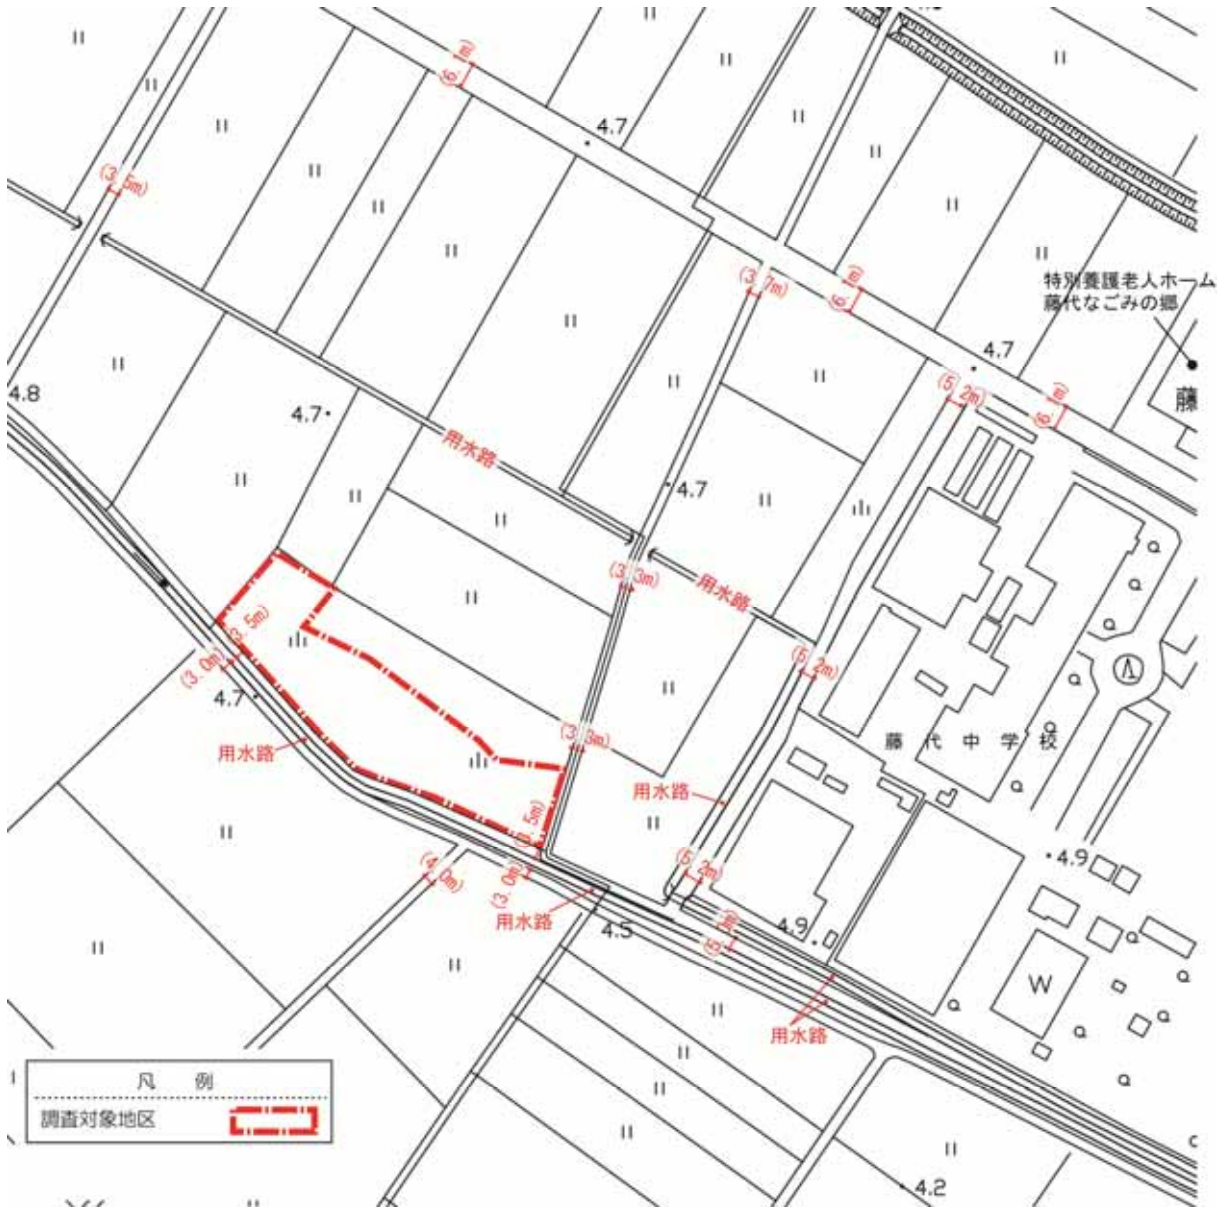 (6. m)
4.7
(3.5m)
(3.7m)
(6. m)
特別養護老人ホーム
藤代なごみの郷
4.7
藤
4.8
(5.2m)
(6. m)
4.7
用水路
4.7
(3.3m)
用水路
(3.5m)
(3.0m)
(5.2m)
4.7
用水路
(3.3m)
藤代中学校
用水路
(3.5m)
(4.0m)
(3.0m)
(5.2m)
4.9
用水路
4.5
4.9
W
用水路
凡 例
調査対象地区
4.2